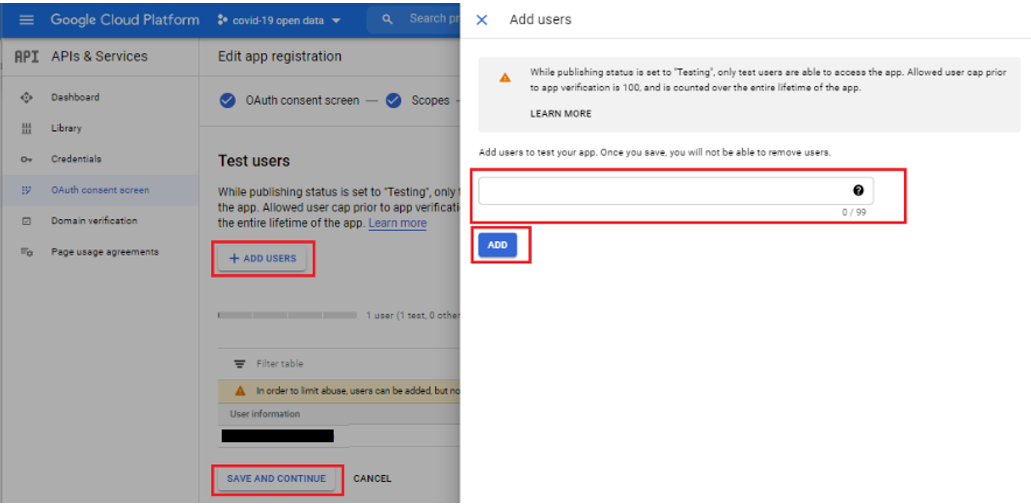 Google Cloud Platform
covid-19 open data
Search pr
API APIs & Services
Dashboard
Library
Credentials
OAuth consent screen
Domain verification
Page usage agreements
Edit app registration
OAuth consent screen — Scopes -
Test users
While publishing status is set to "Testing", only
the app. Allowed user cap prior to app verificati
the entire lifetime of the app. Learn more
+ ADD USERS
1 user (1 test, 0 other
Filter table
In order to limit abuse, users can be added, but no
User information
SAVE AND CONTINUE CANCEL
Add users
While publishing status is set to "Testing", only test users are able to access the app. Allowed user cap prior
to app verification is 100, and is counted over the entire lifetime of the app.
LEARN MORE
Add users to test your app. Once you save, you will not be able to remove users.
0 / 99
ADD